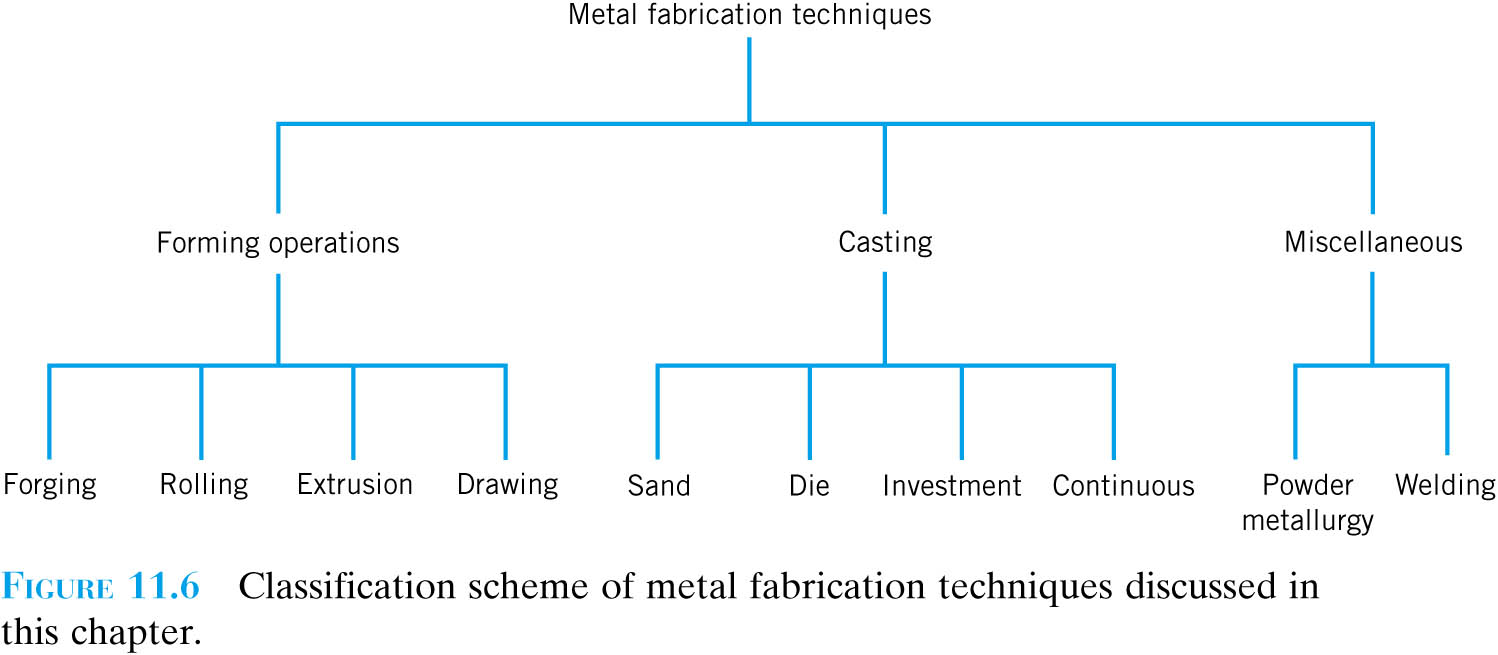 Metal fabrication techniques
Forming operations
Casting
Miscellaneous
Forging
Rolling
Extrusion
Drawing
Sand
Die
Investment
Continuous
Powder
metallurgy
Welding
FIGURE 11.6 Classification scheme of metal fabrication techniques discussed in
this chapter.